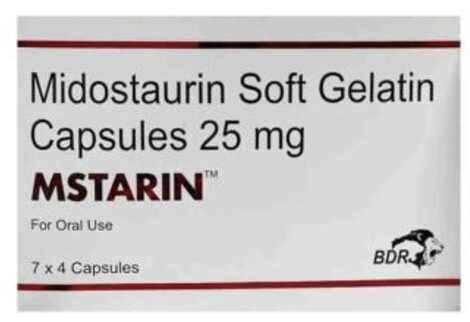 Midostaurin Soft Gelatin
Capsules 25 mg
MSTARIN™
For Oral Use
7 x 4 Capsules
BDR